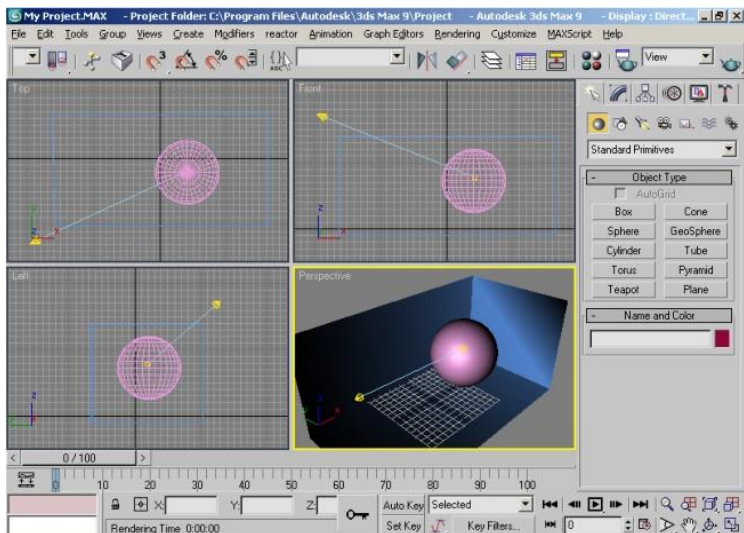 My Project.MAX - Project Folder: C:\Program Files\Autodesk\3ds Max 9\Project - Autodesk 3ds Max 9 - Display : Direct...
File Edit Tools Group Views Create Modifiers reactor Animation Graph Editors Rendering Customize MAXScript Help
3 % ABC View
Top
Front
Left
Perspective
Standard Primitives
- Object Type
AutoGrid
Box Cone
Sphere GeoSphere
Cylinder Tube
Torus Pyramid
Teapot Plane
- Name and Color
< 0 / 100 >
0 10 20 30 40 50 60 70 80 90 100
X: Y: Z: Auto Key Selected
Rendering Time 0:00:00 Set Key Key Filters... 0